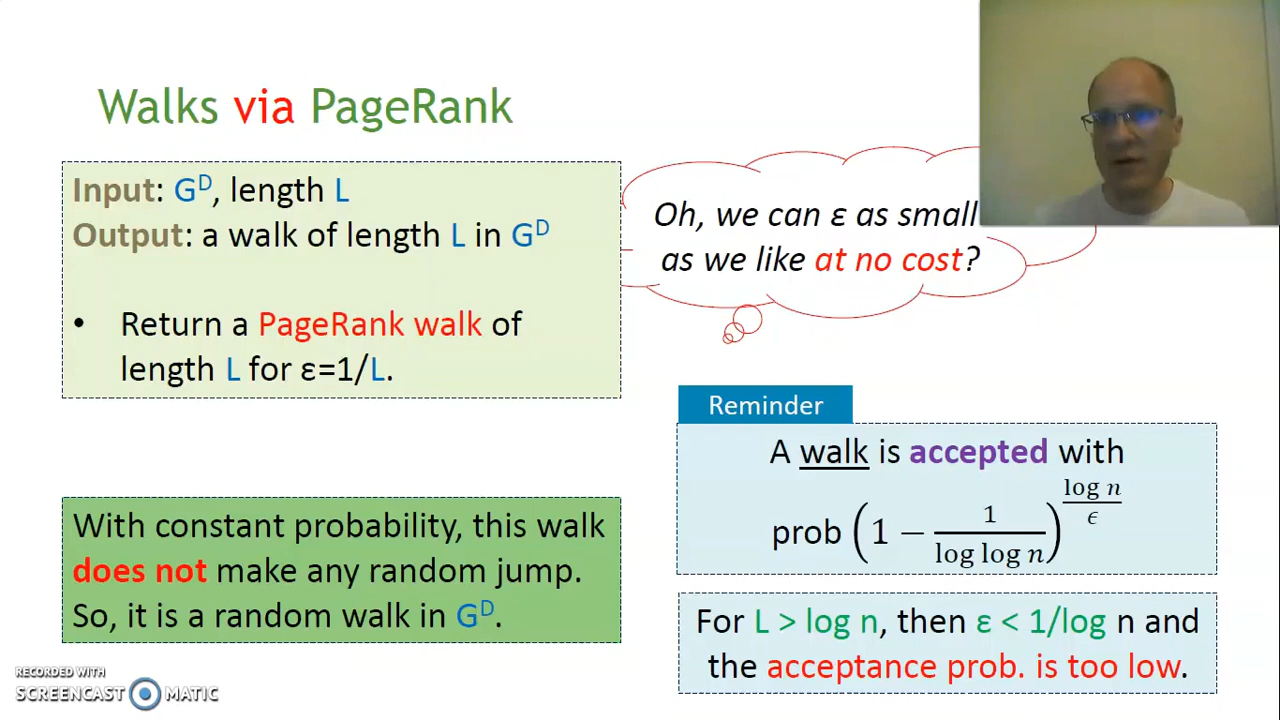 Walks via PageRank
Input: Gᴰ, length L
Output: a walk of length L in Gᴰ
• Return a PageRank walk of
length L for ε=1/L.
Oh, we can ε as small
as we like at no cost?
With constant probability, this walk
does not make any random jump.
So, it is a random walk in Gᴰ.
Reminder
A walk is accepted with
prob (1 − 1/(log log n))^(log n/ϵ)
For L > log n, then ε < 1/log n and
the acceptance prob. is too low.
RECORDED WITH
SCREENCAST MATIC